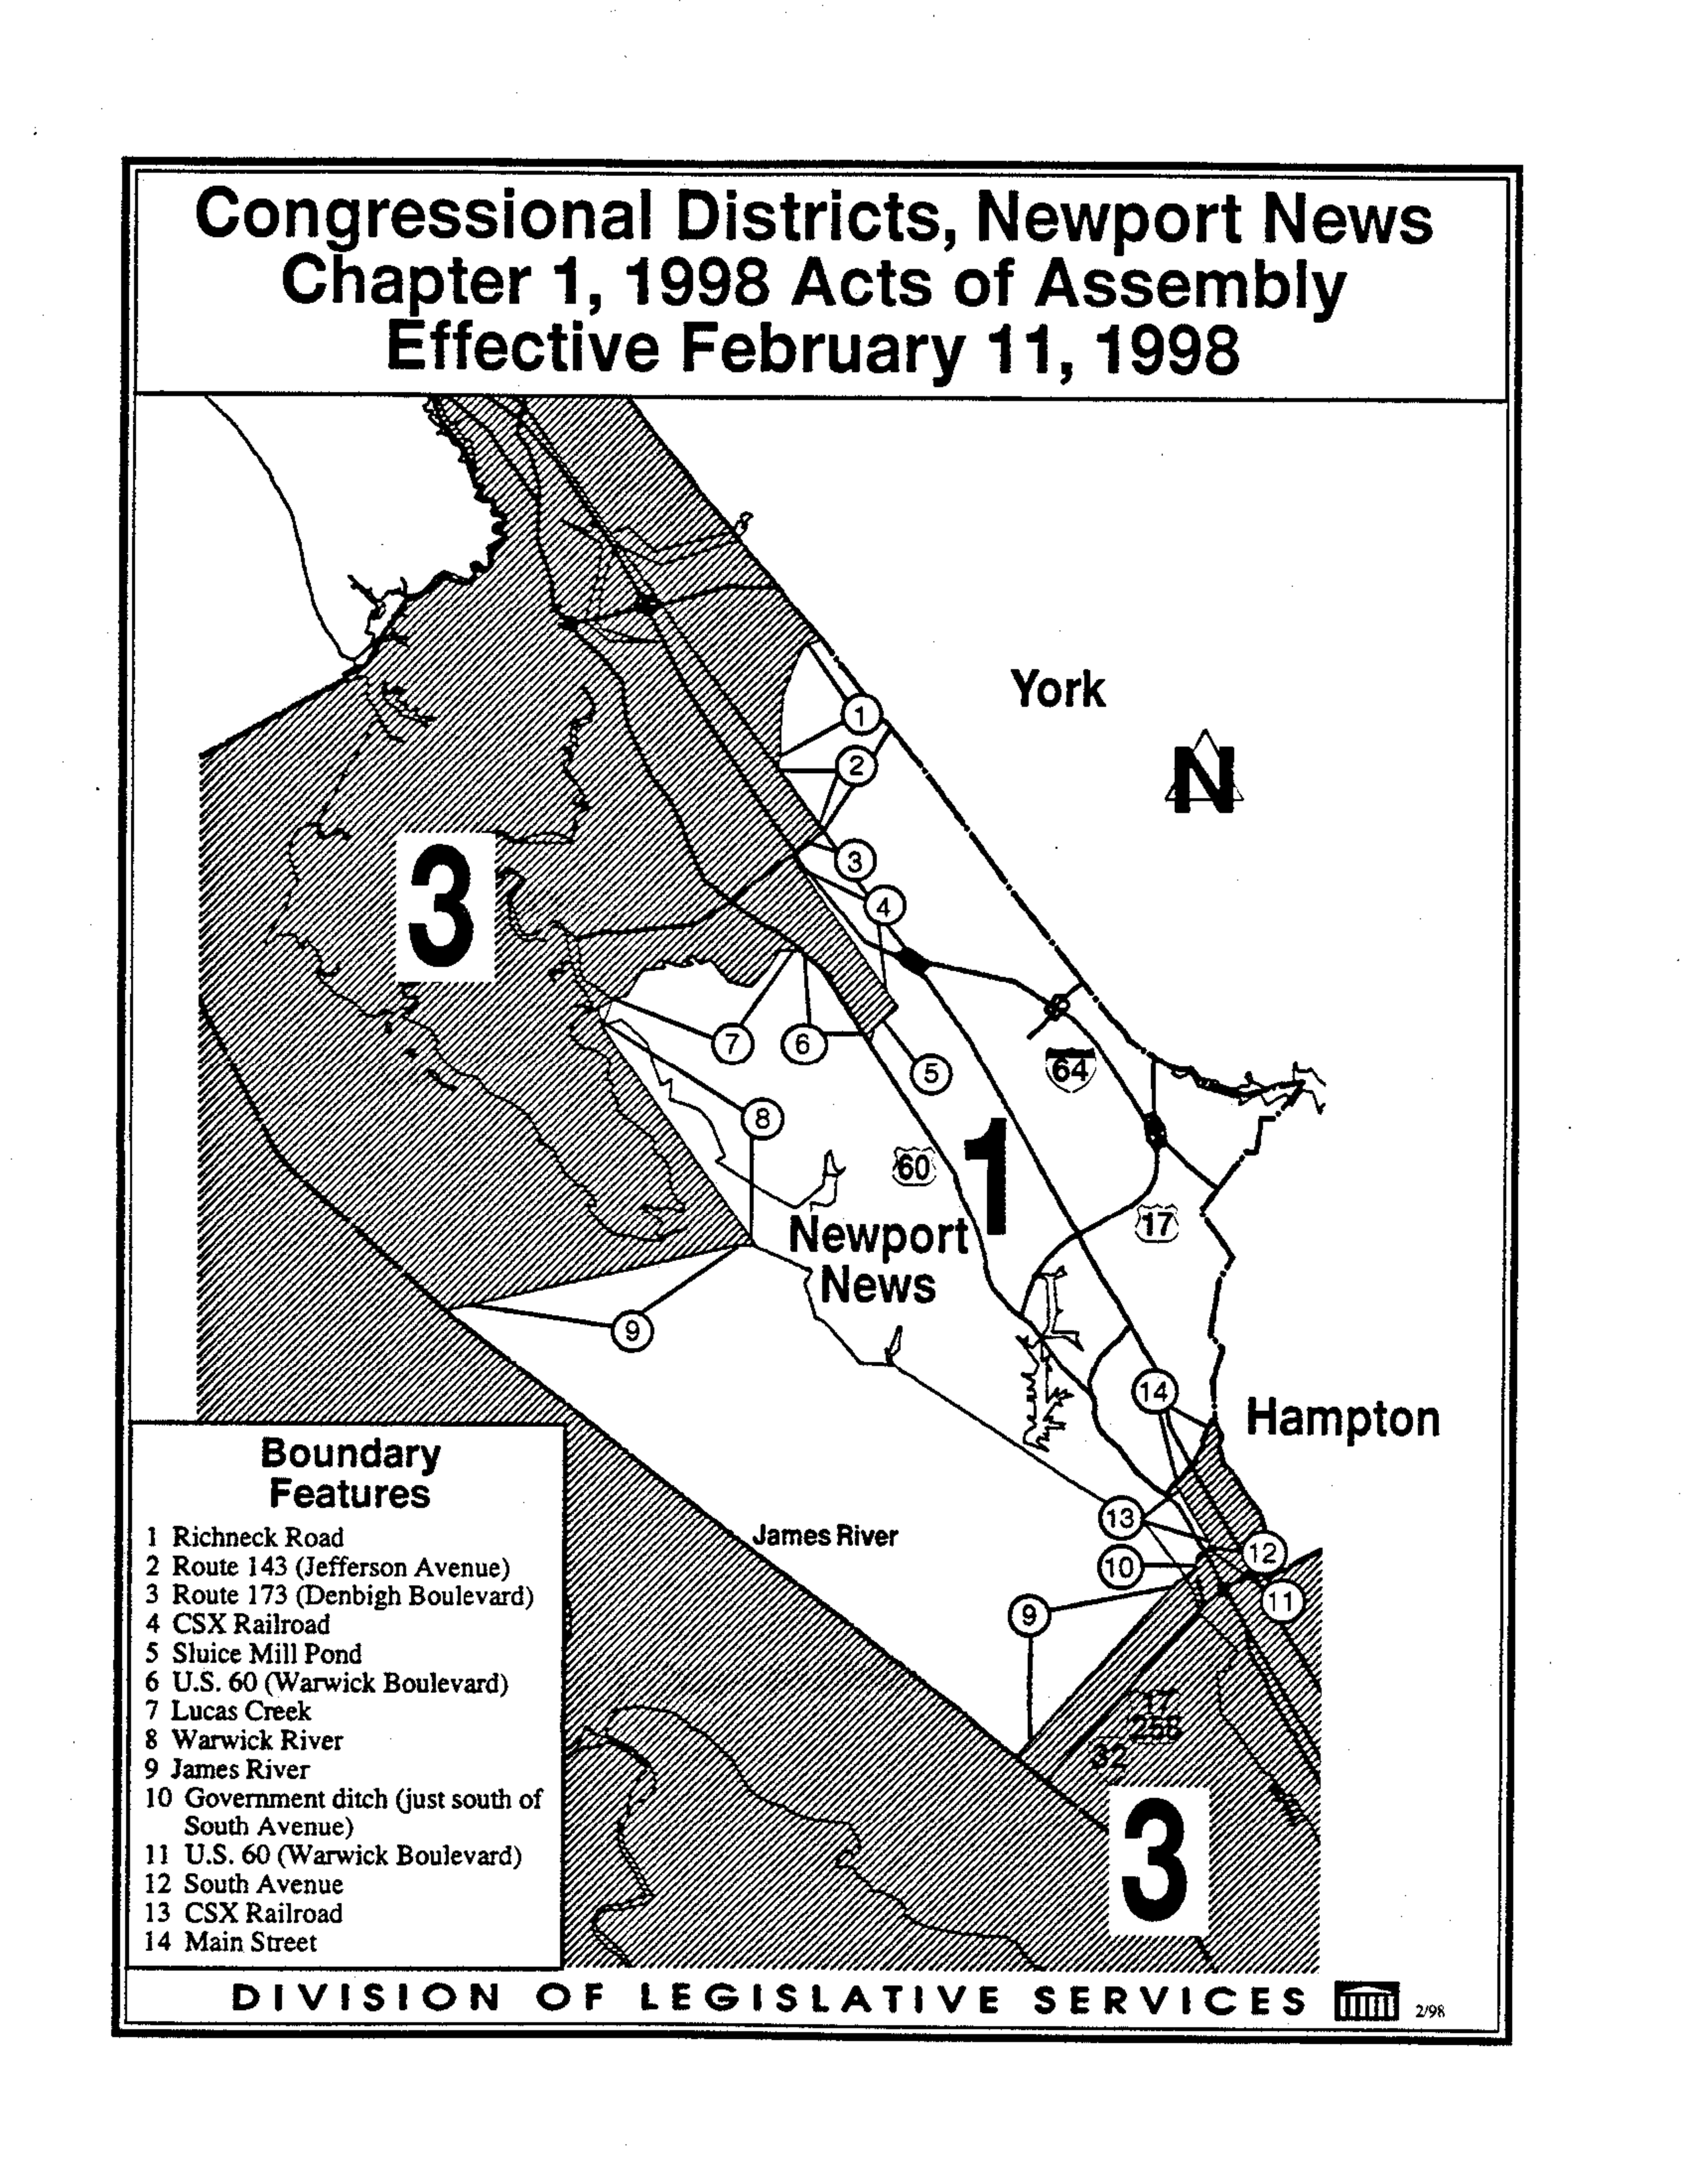 Congressional Districts, Newport News
Chapter 1, 1998 Acts of Assembly
Effective February 11, 1998
York
1
2
N
3
3
4
7
6
5
64
8
60
1
17
Newport
News
9
14
Hampton
Boundary
Features
1 Richneck Road
2 Route 143 (Jefferson Avenue)
3 Route 173 (Denbigh Boulevard)
4 CSX Railroad
5 Sluice Mill Pond
6 U.S. 60 (Warwick Boulevard)
7 Lucas Creek
8 Warwick River
9 James River
10 Government ditch (just south of
South Avenue)
11 U.S. 60 (Warwick Boulevard)
12 South Avenue
13 CSX Railroad
14 Main Street
13
James River
12
10
11
9
17
258
32
3
DIVISION OF LEGISLATIVE SERVICES
2/98